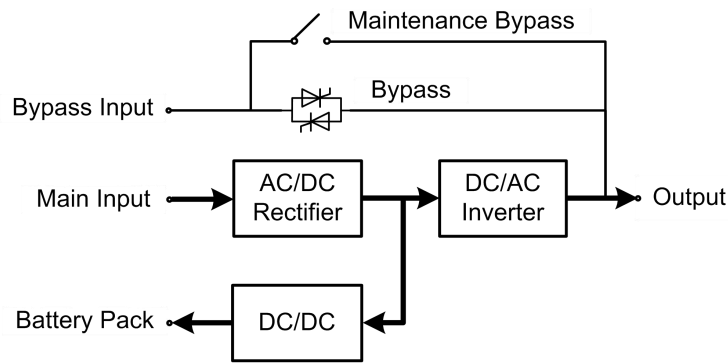 Maintenance Bypass
Bypass Input
Bypass
Main Input
AC/DC
Rectifier
DC/AC
Inverter
Output
Battery Pack
DC/DC